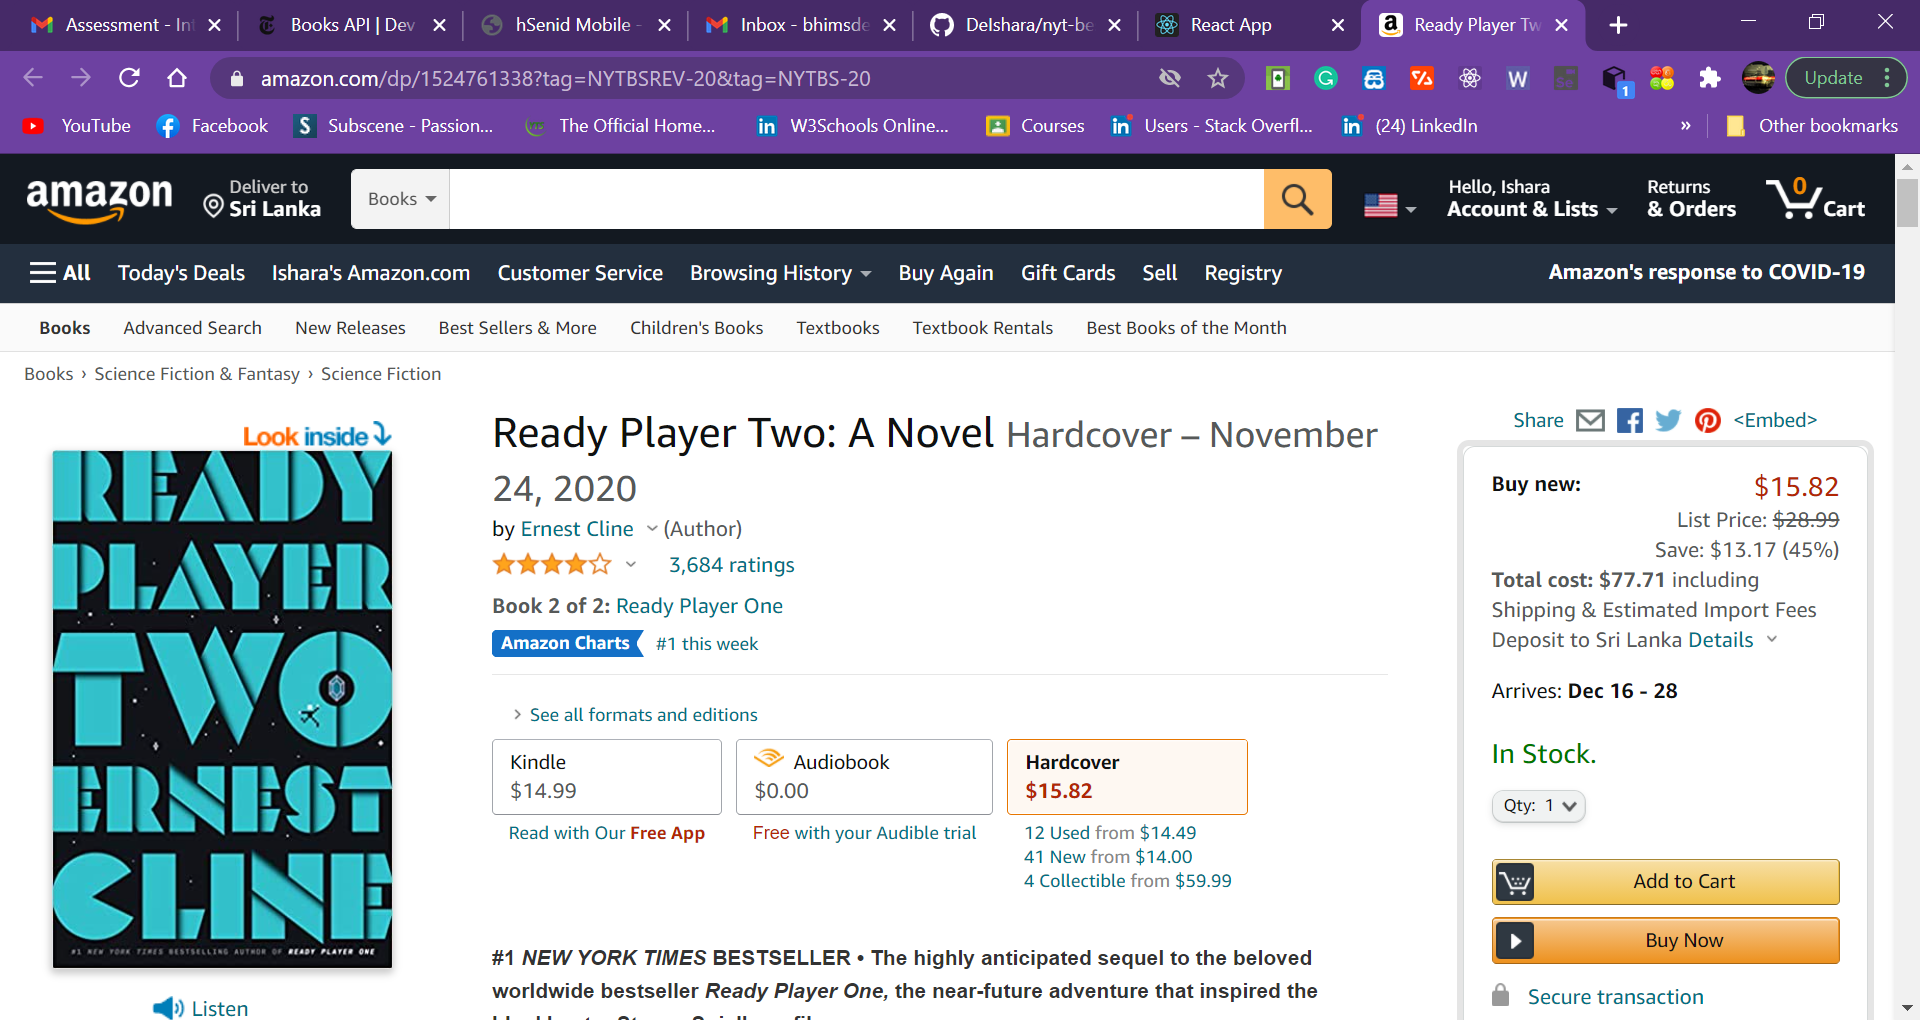 Assessment - In
Books API | Dev
hSenid Mobile -
Inbox - bhimsde
DeIshara/nyt-be
React App
Ready Player Tw
amazon.com/dp/1524761338?tag=NYTBSREV-20&tag=NYTBS-20
1
Update
YouTube
Facebook
Subscene - Passion...
The Official Home...
W3Schools Online...
Courses
Users - Stack Overfl...
(24) LinkedIn
»
Other bookmarks
amazon
Deliver to
Sri Lanka
Books
Hello, Ishara
Account & Lists
Returns
& Orders
0
Cart
All
Today's Deals
Ishara's Amazon.com
Customer Service
Browsing History
Buy Again
Gift Cards
Sell
Registry
Amazon's response to COVID-19
Books
Advanced Search
New Releases
Best Sellers & More
Children's Books
Textbooks
Textbook Rentals
Best Books of the Month
Books › Science Fiction & Fantasy › Science Fiction
Look inside
READY
PLAYER
TWO
ERNEST
CLINE
#1 NEW YORK TIMES BESTSELLING AUTHOR OF READY PLAYER ONE
Listen
Ready Player Two: A Novel Hardcover – November
24, 2020
by Ernest Cline (Author)
3,684 ratings
Book 2 of 2: Ready Player One
Amazon Charts #1 this week
See all formats and editions
Kindle
$14.99
Read with Our Free App
Audiobook
$0.00
Free with your Audible trial
Hardcover
$15.82
12 Used from $14.49
41 New from $14.00
4 Collectible from $59.99
#1 NEW YORK TIMES BESTSELLER • The highly anticipated sequel to the beloved
worldwide bestseller Ready Player One, the near-future adventure that inspired the
Share
<Embed>
Buy new:
$15.82
List Price: $28.99
Save: $13.17 (45%)
Total cost: $77.71 including
Shipping & Estimated Import Fees
Deposit to Sri Lanka Details
Arrives: Dec 16 - 28
In Stock.
Qty: 1
Add to Cart
Buy Now
Secure transaction